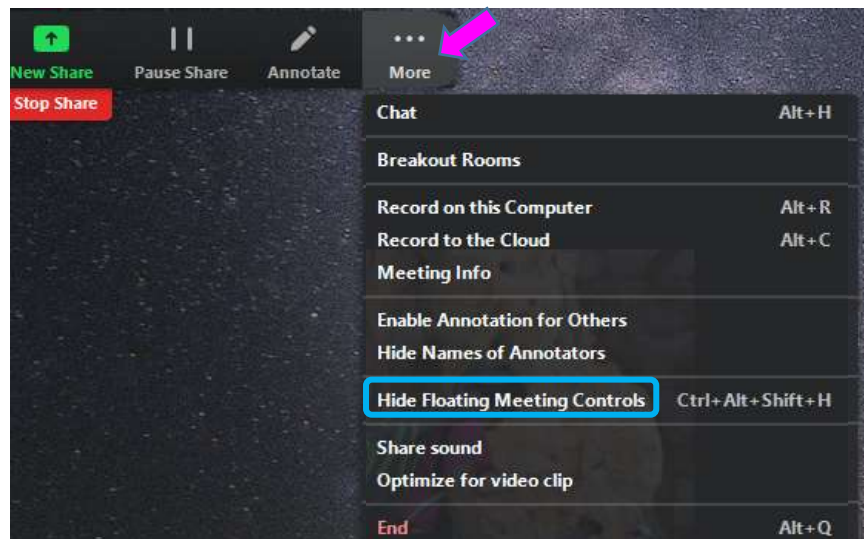 New Share Pause Share Annotate More
Stop Share
Chat Alt+H
Breakout Rooms
Record on this Computer Alt+R
Record to the Cloud Alt+C
Meeting Info
Enable Annotation for Others
Hide Names of Annotators
Hide Floating Meeting Controls Ctrl+Alt+Shift+H
Share sound
Optimize for video clip
End Alt+Q